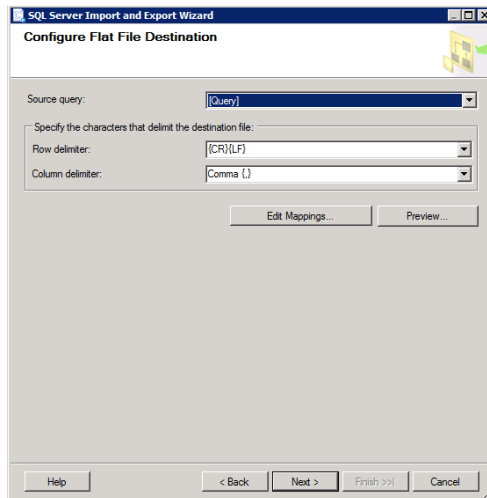 SQL Server Import and Export Wizard
Configure Flat File Destination
Source query:
[Query]
Specify the characters that delimit the destination file:
Row delimiter:
{CR}{LF}
Column delimiter:
Comma {,}
Edit Mappings...
Preview...
Help
< Back
Next >
Finish >>|
Cancel